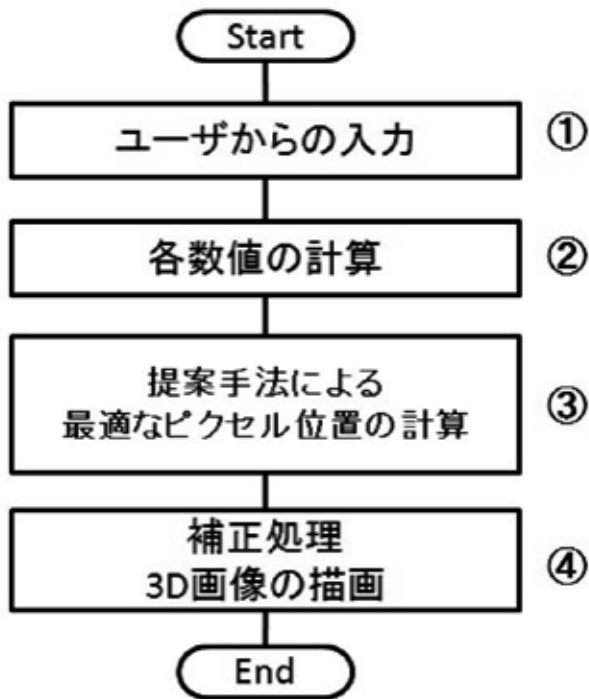 Start
ユーザからの入力
①
各数値の計算
②
提案手法による
最適なピクセル位置の計算
③
補正処理
3D画像の描画
④
End